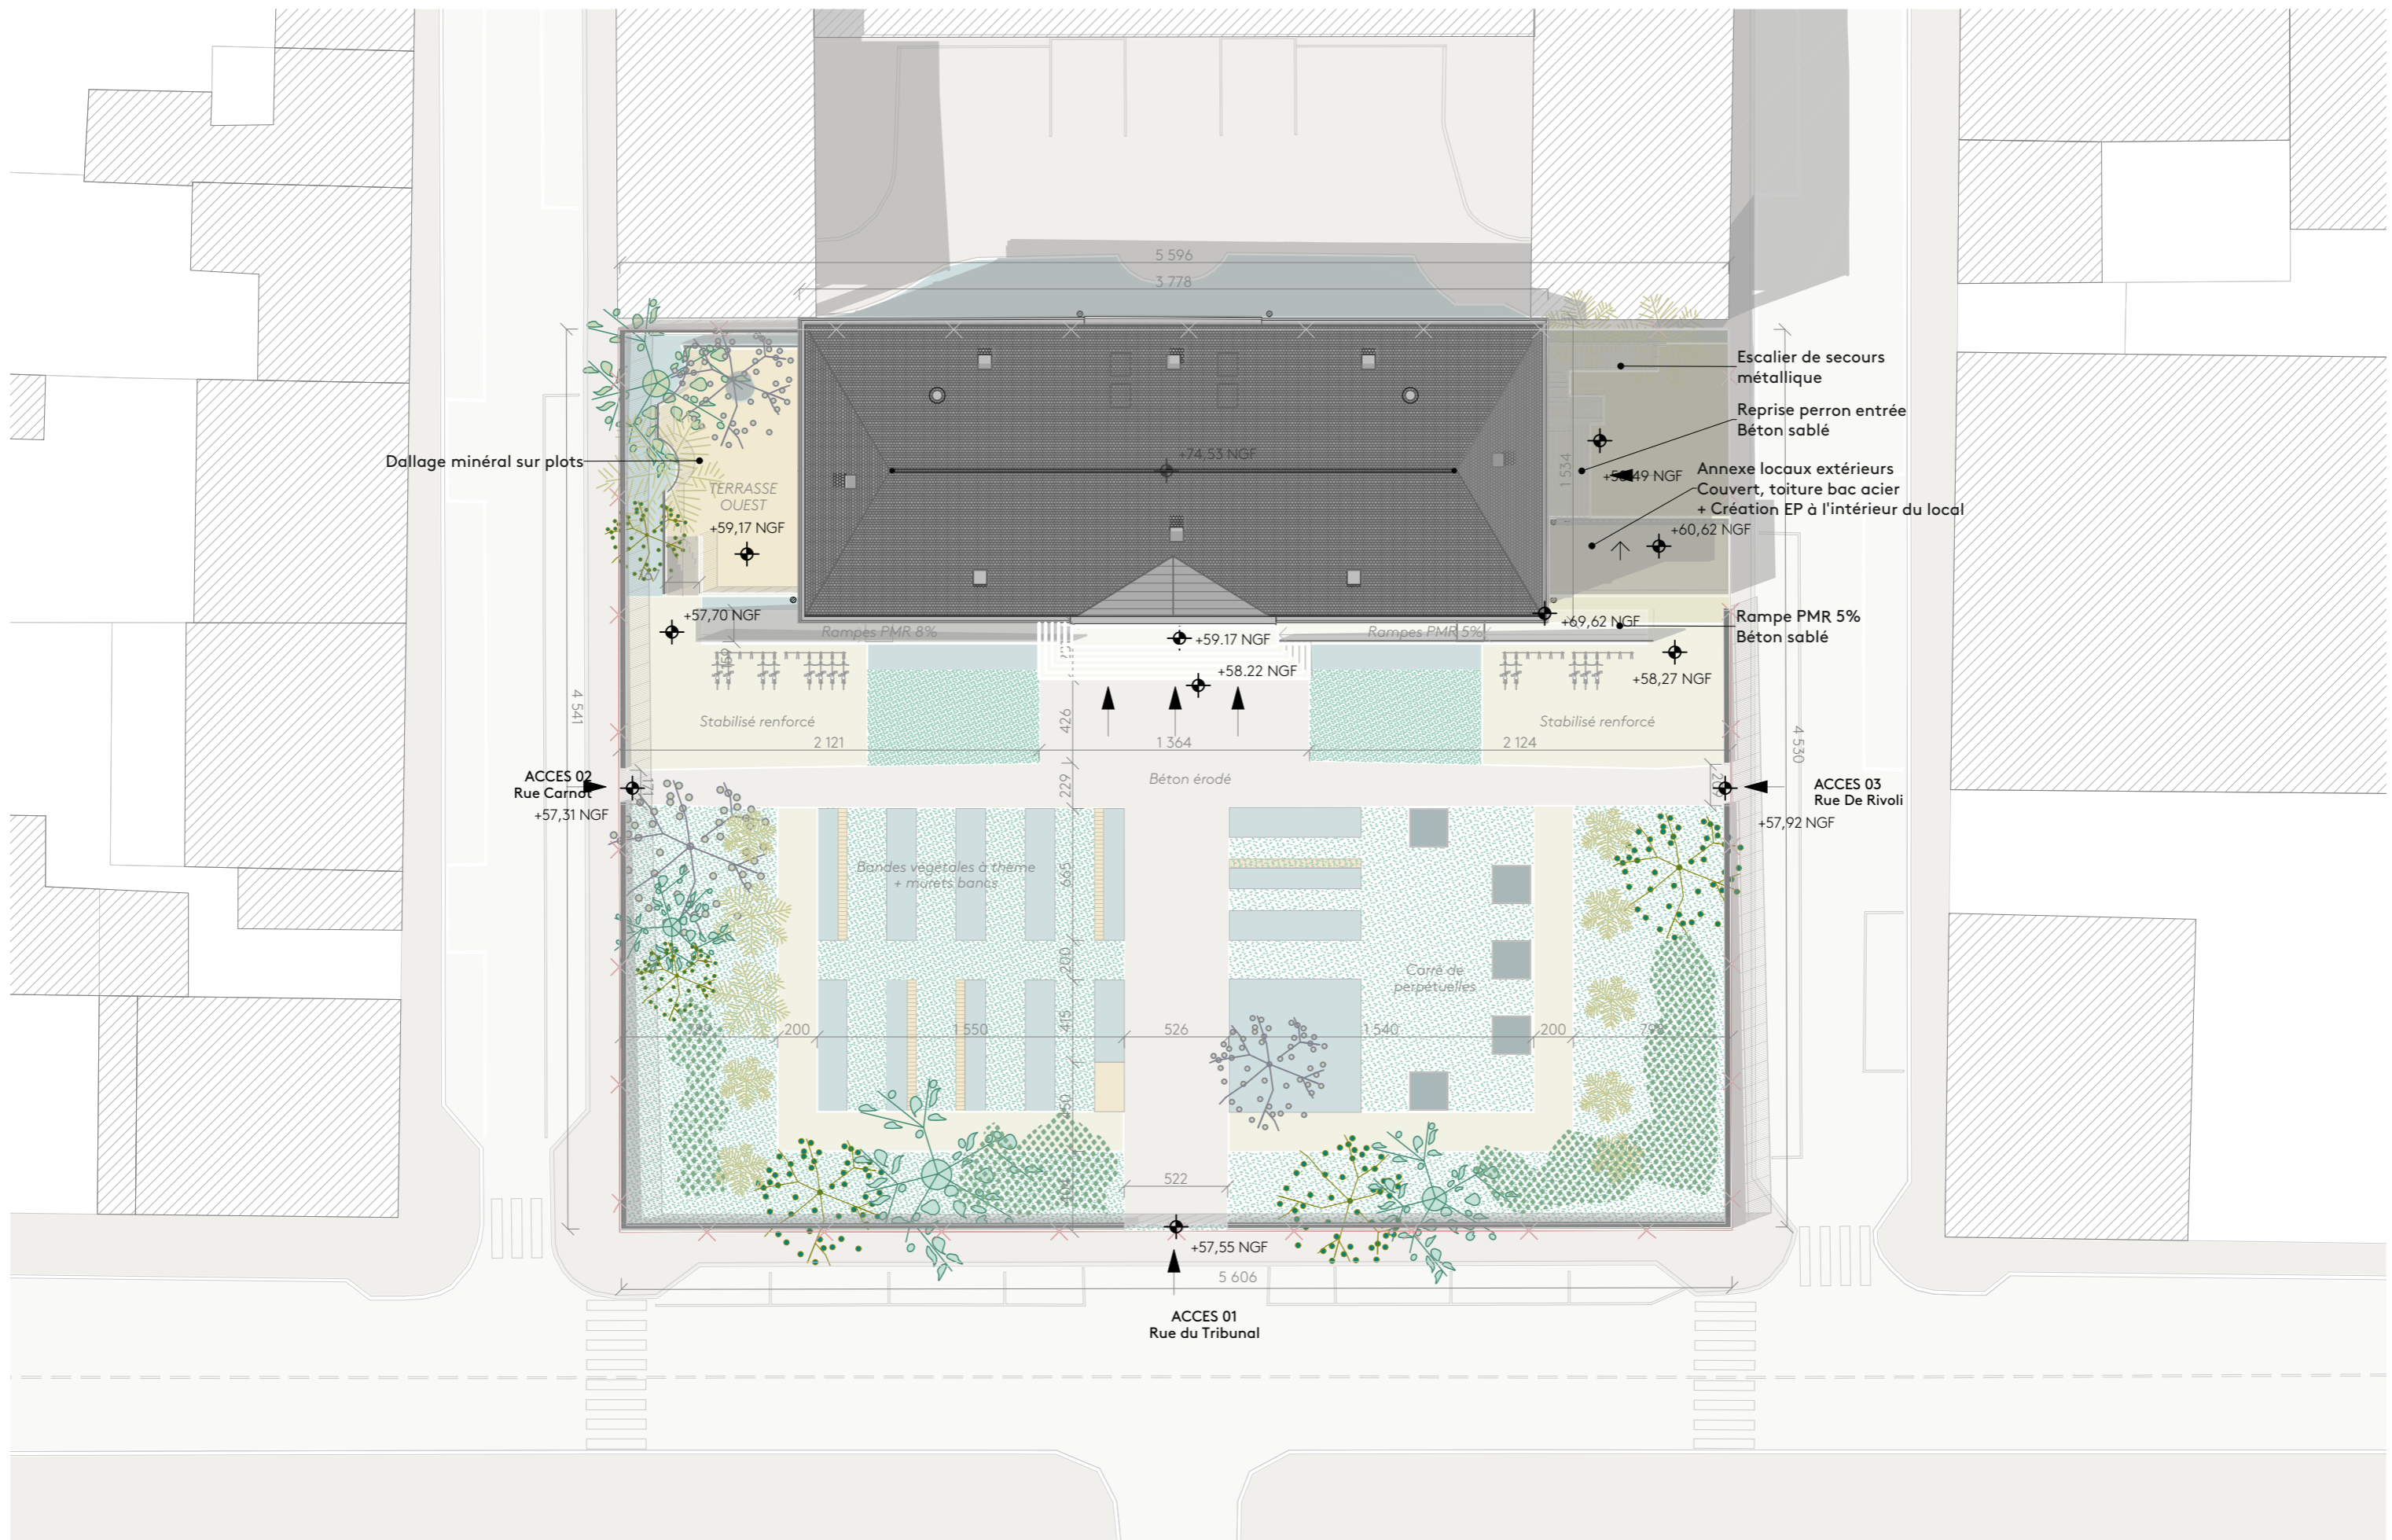 5 596
3 778
Escalier de secours
métallique
Reprise perron entrée
Béton sablé
Dallage minéral sur plots
+74,53 NGF
1 534
Annexe locaux extérieurs
Couvert, toiture bac acier
+ Création EP à l'intérieur du local
TERRASSE
OUEST
+59,17 NGF
+60,62 NGF
+57,70 NGF
Rampes PMR 8%
+59.17 NGF
Rampes PMR 5%
+69,62 NGF
Rampe PMR 5%
Béton sablé
+58.22 NGF
+58,27 NGF
4 541
Stabilisé renforcé
426
Stabilisé renforcé
4 530
2 121
1 364
2 124
ACCES 02
Rue Carnot
+57,31 NGF
171
229
Béton érodé
ACCES 03
Rue De Rivoli
+57,92 NGF
Bandes végétales à thème
+ murets bancs
665
200
Carré de
perpétuelles
200
1 550
415
526
1 540
200
450
522
+57,55 NGF
5 606
ACCES 01
Rue du Tribunal